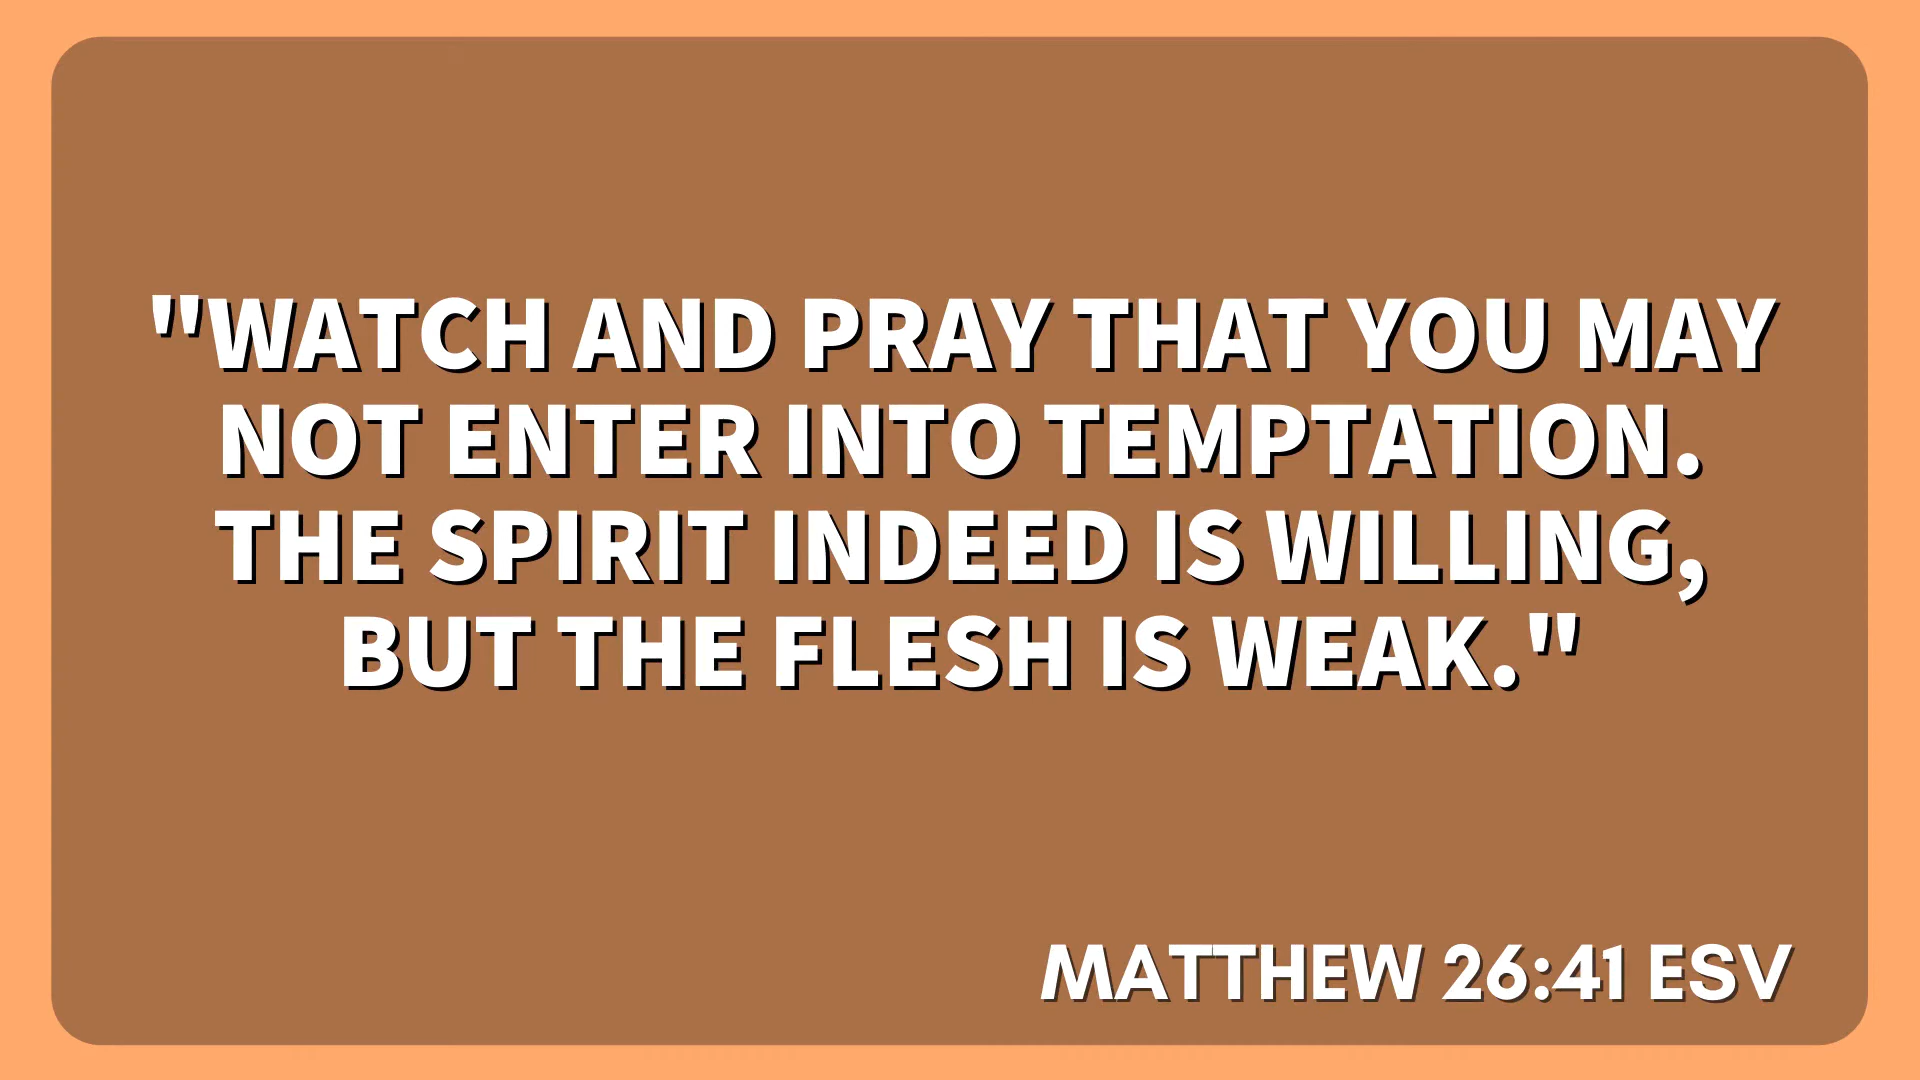 "WATCH AND PRAY THAT YOU MAY
NOT ENTER INTO TEMPTATION.
THE SPIRIT INDEED IS WILLING,
BUT THE FLESH IS WEAK."
MATTHEW 26:41 ESV